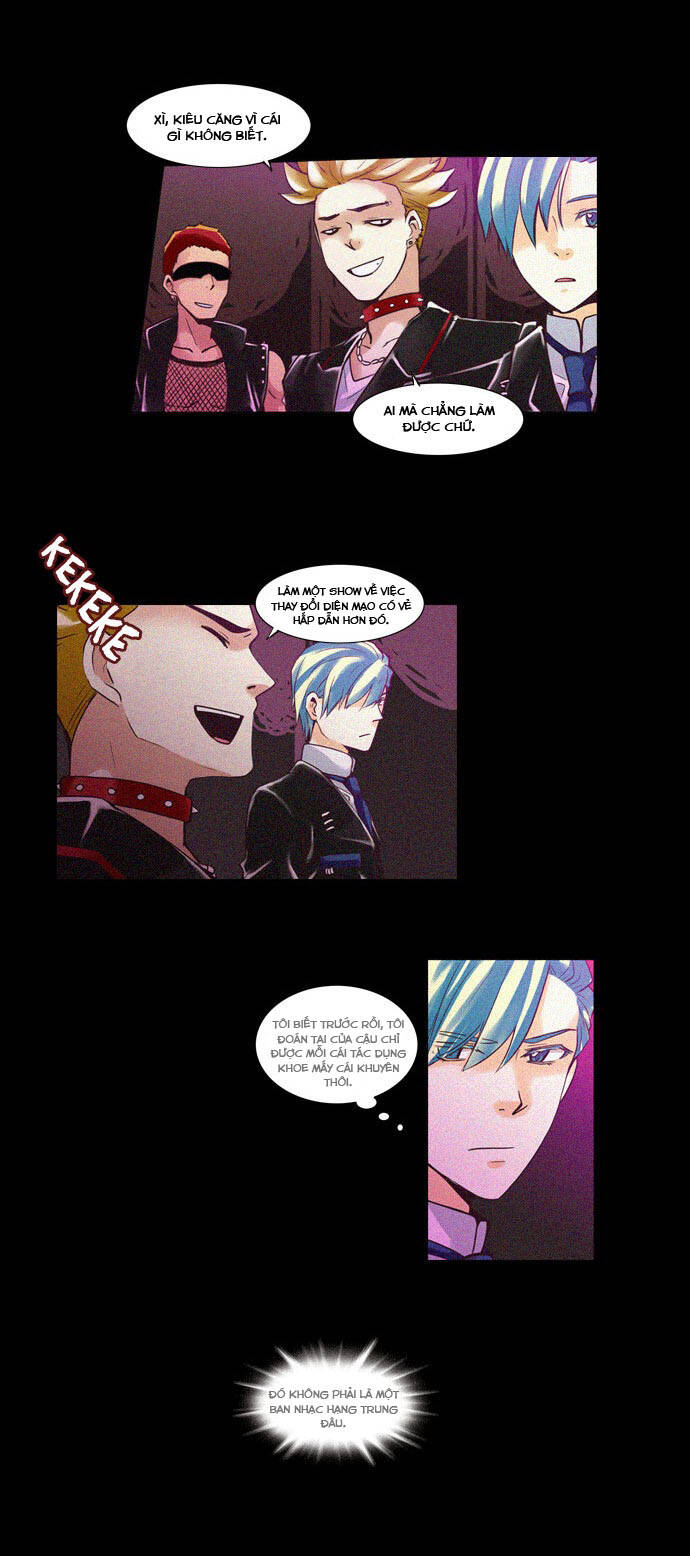 XÌ, KIÊU CĂNG VÌ CÁI
GÌ KHÔNG BIẾT.
AI MÀ CHẲNG LÀM
ĐƯỢC CHỨ.
KEKEKE
LÀM MỘT SHOW VỀ VIỆC
THAY ĐỔI DIỆN MẠO CÓ VẺ
HẤP DẪN HƠN ĐÓ.
TÔI BIẾT TRƯỚC RỒI, TÔI
ĐOÁN TAI CỦA CẬU CHỈ
ĐƯỢC MỖI CÁI TÁC DỤNG
KHOE MẤY CÁI KHUYÊN
THÔI.
ĐÓ KHÔNG PHẢI LÀ MỘT
BAN NHẠC HẠNG TRUNG
ĐÂU.